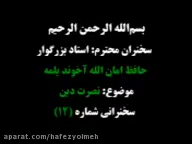 بسم‌الله الرحمن الرحیم
سخنران محترم: استاد بزرگوار
حافظ امان الله آخوند یلمه
موضوع: نصرت دین
سخنرانی شماره (۱۲)
aparat.com/hafezyolmeh